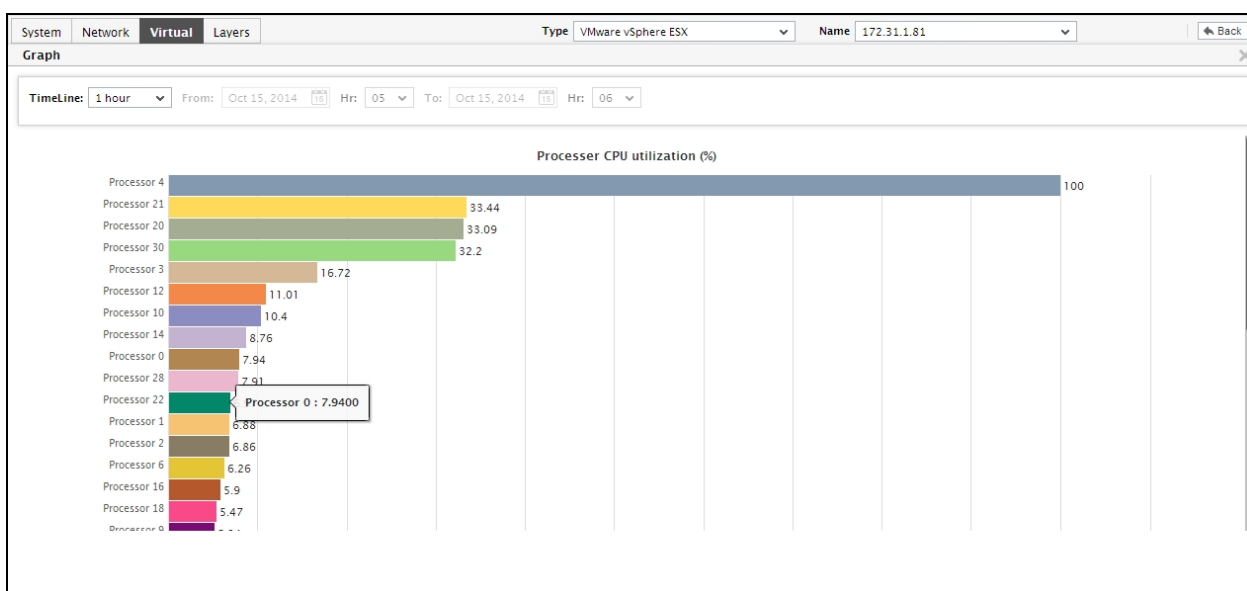 System Network Virtual Layers Type VMware vSphere ESX Name 172.31.1.81 Back
Graph
TimeLine: 1 hour From: Oct 15, 2014 Hr: 05 To: Oct 15, 2014 Hr: 06
Processer CPU utilization (%)
Processor 4 100
Processor 21 33.44
Processor 20 33.09
Processor 30 32.2
Processor 3 16.72
Processor 12 11.01
Processor 10 10.4
Processor 14 8.76
Processor 0 7.94
Processor 28 7.91
Processor 22 Processor 0 : 7.9400
Processor 1 6.88
Processor 2 6.86
Processor 6 6.26
Processor 16 5.9
Processor 18 5.47
Processor 9